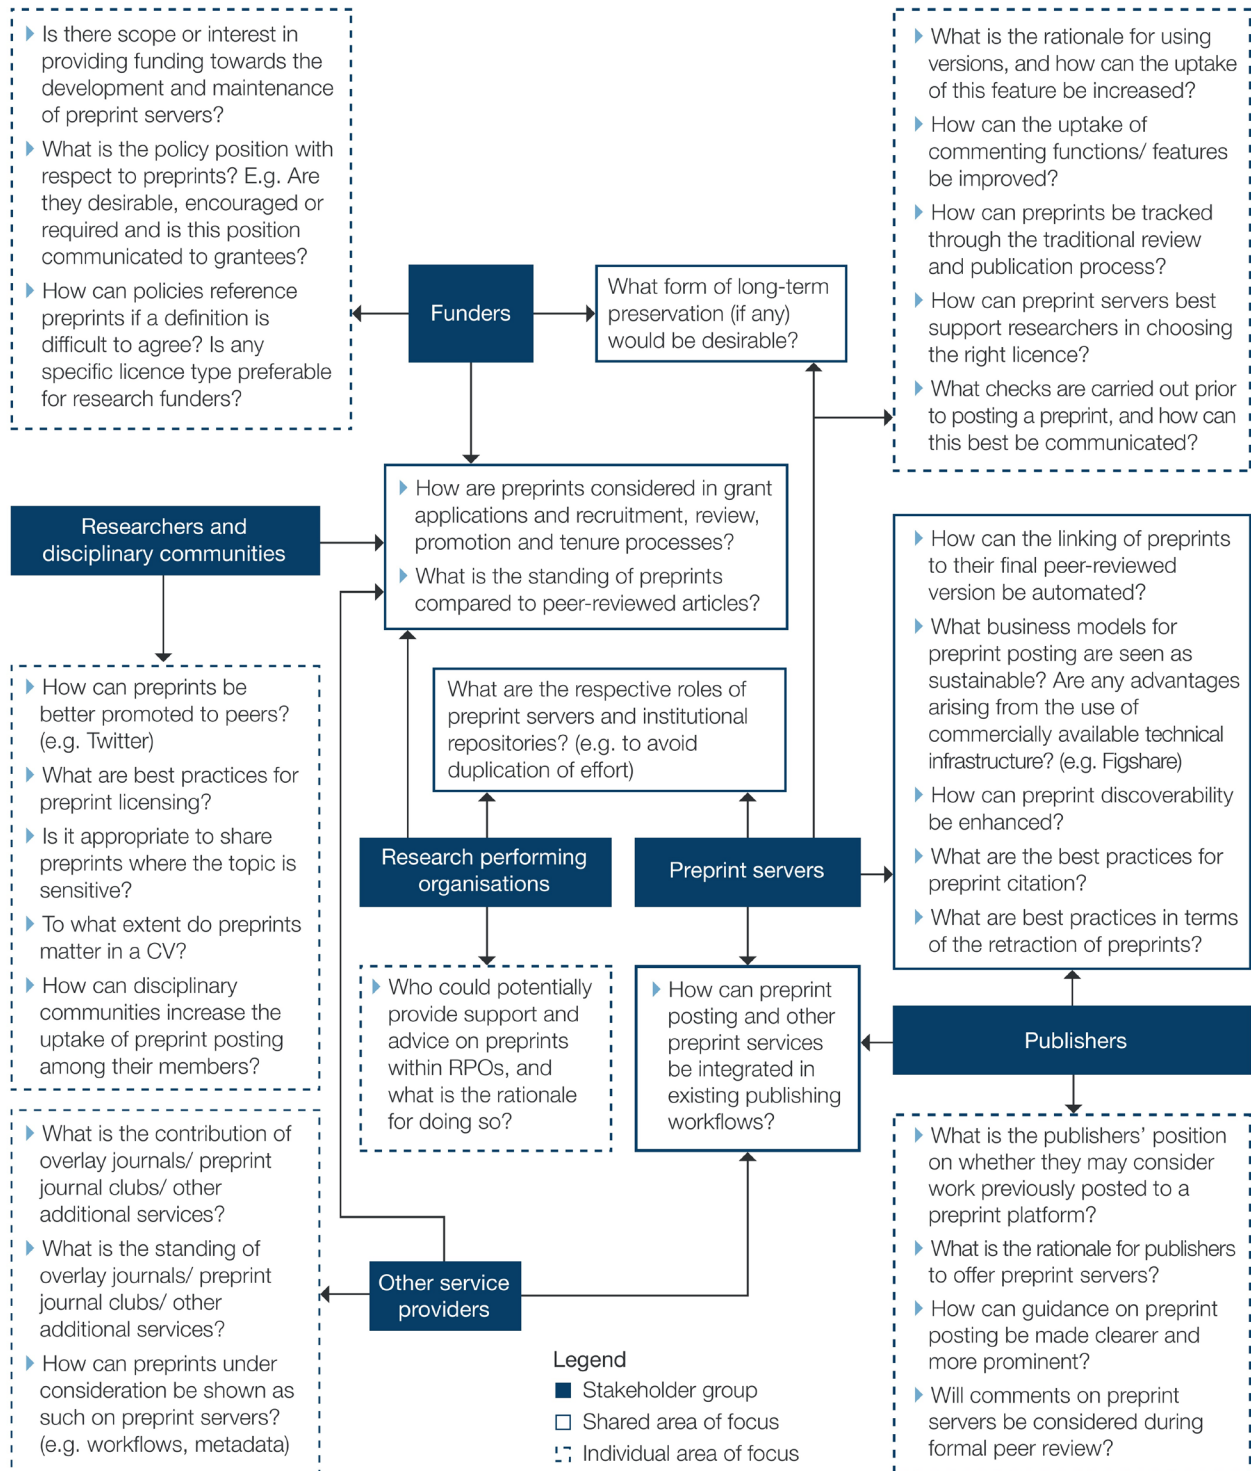 Is there scope or interest in
providing funding towards the
development and maintenance
of preprint servers?
What is the policy position with
respect to preprints? E.g. Are
they desirable, encouraged or
required and is this position
communicated to grantees?
How can policies reference
preprints if a definition is
difficult to agree? Is any
specific licence type preferable
for research funders?
Funders
What form of long-term
preservation (if any)
would be desirable?
What is the rationale for using
versions, and how can the uptake
of this feature be increased?
How can the uptake of
commenting functions/ features
be improved?
How can preprints be tracked
through the traditional review
and publication process?
How can preprint servers best
support researchers in choosing
the right licence?
What checks are carried out prior
to posting a preprint, and how can
this best be communicated?
Researchers and
disciplinary communities
How are preprints considered in grant
applications and recruitment, review,
promotion and tenure processes?
What is the standing of preprints
compared to peer-reviewed articles?
How can the linking of preprints
to their final peer-reviewed
version be automated?
What business models for
preprint posting are seen as
sustainable? Are any advantages
arising from the use of
commercially available technical
infrastructure? (e.g. Figshare)
How can preprint discoverability
be enhanced?
What are the best practices for
preprint citation?
What are best practices in terms
of the retraction of preprints?
How can preprints be
better promoted to peers?
(e.g. Twitter)
What are best practices for
preprint licensing?
Is it appropriate to share
preprints where the topic is
sensitive?
To what extent do preprints
matter in a CV?
How can disciplinary
communities increase the
uptake of preprint posting
among their members?
What are the respective roles of
preprint servers and institutional
repositories? (e.g. to avoid
duplication of effort)
Research performing
organisations
Preprint servers
Who could potentially
provide support and
advice on preprints
within RPOs, and
what is the rationale
for doing so?
How can preprint
posting and other
preprint services
be integrated in
existing publishing
workflows?
Publishers
What is the contribution of
overlay journals/ preprint
journal clubs/ other
additional services?
What is the standing of
overlay journals/ preprint
journal clubs/ other
additional services?
How can preprints under
consideration be shown as
such on preprint servers?
(e.g. workflows, metadata)
Other service
providers
What is the publishers' position
on whether they may consider
work previously posted to a
preprint platform?
What is the rationale for publishers
to offer preprint servers?
How can guidance on preprint
posting be made clearer and
more prominent?
Will comments on preprint
servers be considered during
formal peer review?
Legend
Stakeholder group
Shared area of focus
Individual area of focus